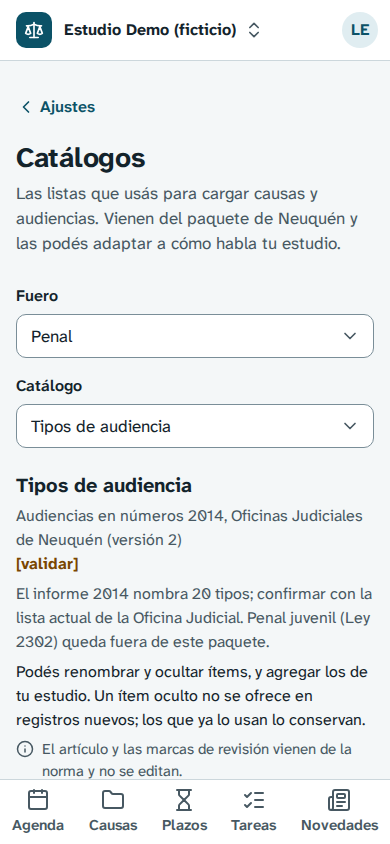 Estudio Demo (ficticio)
LE
Ajustes
Catálogos
Las listas que usás para cargar causas y
audiencias. Vienen del paquete de Neuquén y
las podés adaptar a cómo habla tu estudio.
Fuero
Penal
Catálogo
Tipos de audiencia
Tipos de audiencia
Audiencias en números 2014, Oficinas Judiciales
de Neuquén (versión 2)
[validar]
El informe 2014 nombra 20 tipos; confirmar con la
lista actual de la Oficina Judicial. Penal juvenil (Ley
2302) queda fuera de este paquete.
Podés renombrar y ocultar ítems, y agregar los de
tu estudio. Un ítem oculto no se ofrece en
registros nuevos; los que ya lo usan lo conservan.
El artículo y las marcas de revisión vienen de la
norma y no se editan.
Agenda
Causas
Plazos
Tareas
Novedades